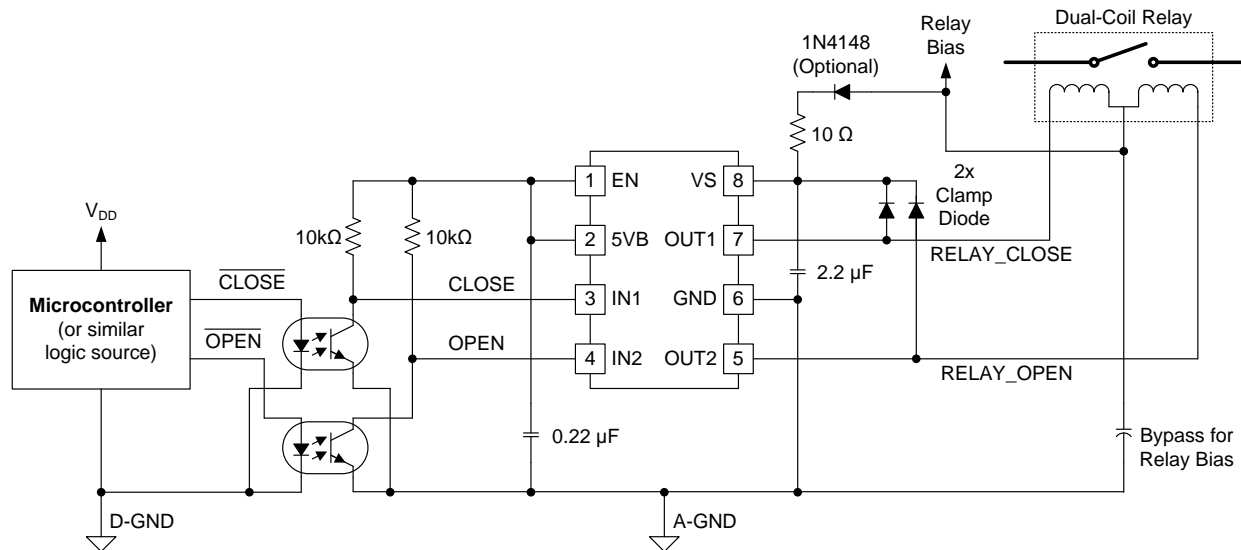 Dual-Coil Relay
Relay
Bias
1N4148
(Optional)
10 Ω
2x
Clamp
Diode
1
EN
VS
8
2
5VB
OUT1
7
3
IN1
GND
6
4
IN2
OUT2
5
10kΩ
10kΩ
V_DD
Microcontroller
(or similar
logic source)
CLOSE
OPEN
CLOSE
OPEN
RELAY_CLOSE
2.2 µF
RELAY_OPEN
0.22 µF
Bypass for
Relay Bias
D-GND
A-GND